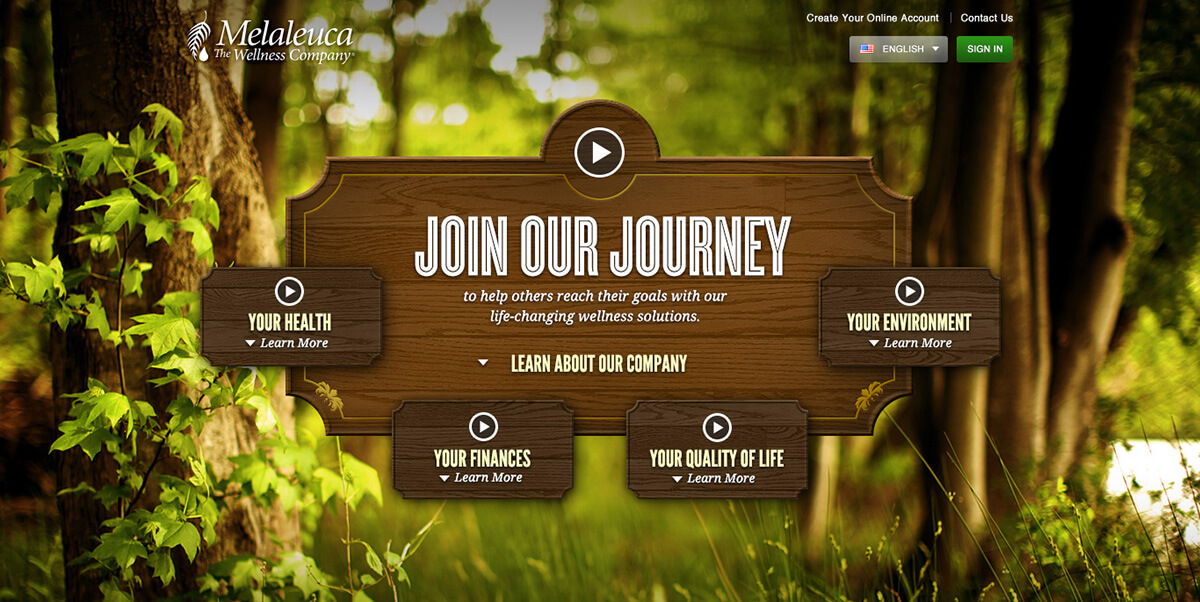 Melaleuca
The Wellness Company
Create Your Online Account
Contact Us
ENGLISH
SIGN IN
JOIN OUR JOURNEY
to help others reach their goals with our
life-changing wellness solutions.
LEARN ABOUT OUR COMPANY
YOUR HEALTH
Learn More
YOUR ENVIRONMENT
Learn More
YOUR FINANCES
Learn More
YOUR QUALITY OF LIFE
Learn More